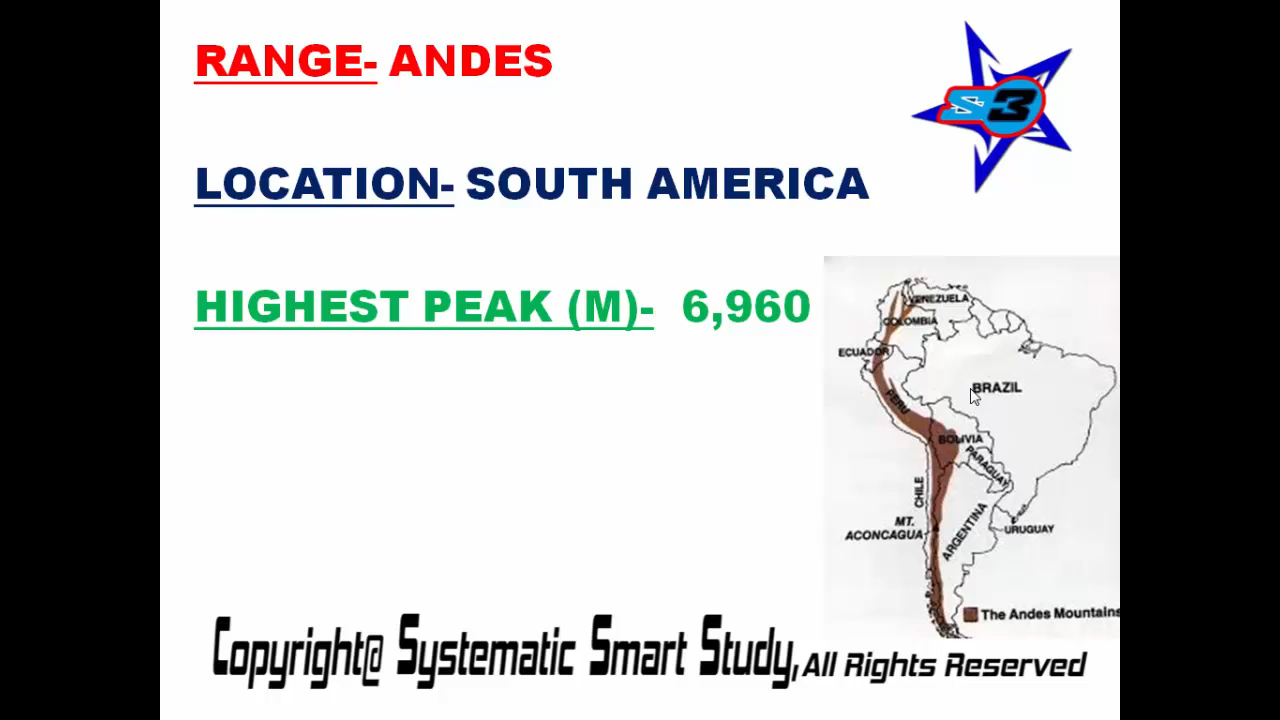 RANGE- ANDES
S3
LOCATION- SOUTH AMERICA
HIGHEST PEAK (M)- 6,960
VENEZUELA
COLOMBIA
ECUADOR
BRAZIL
PERU
BOLIVIA
PARAGUAY
CHILE
MT.
ACONCAGUA
ARGENTINA
URUGUAY
The Andes Mountains
Copyright@ Systematic Smart Study, All Rights Reserved